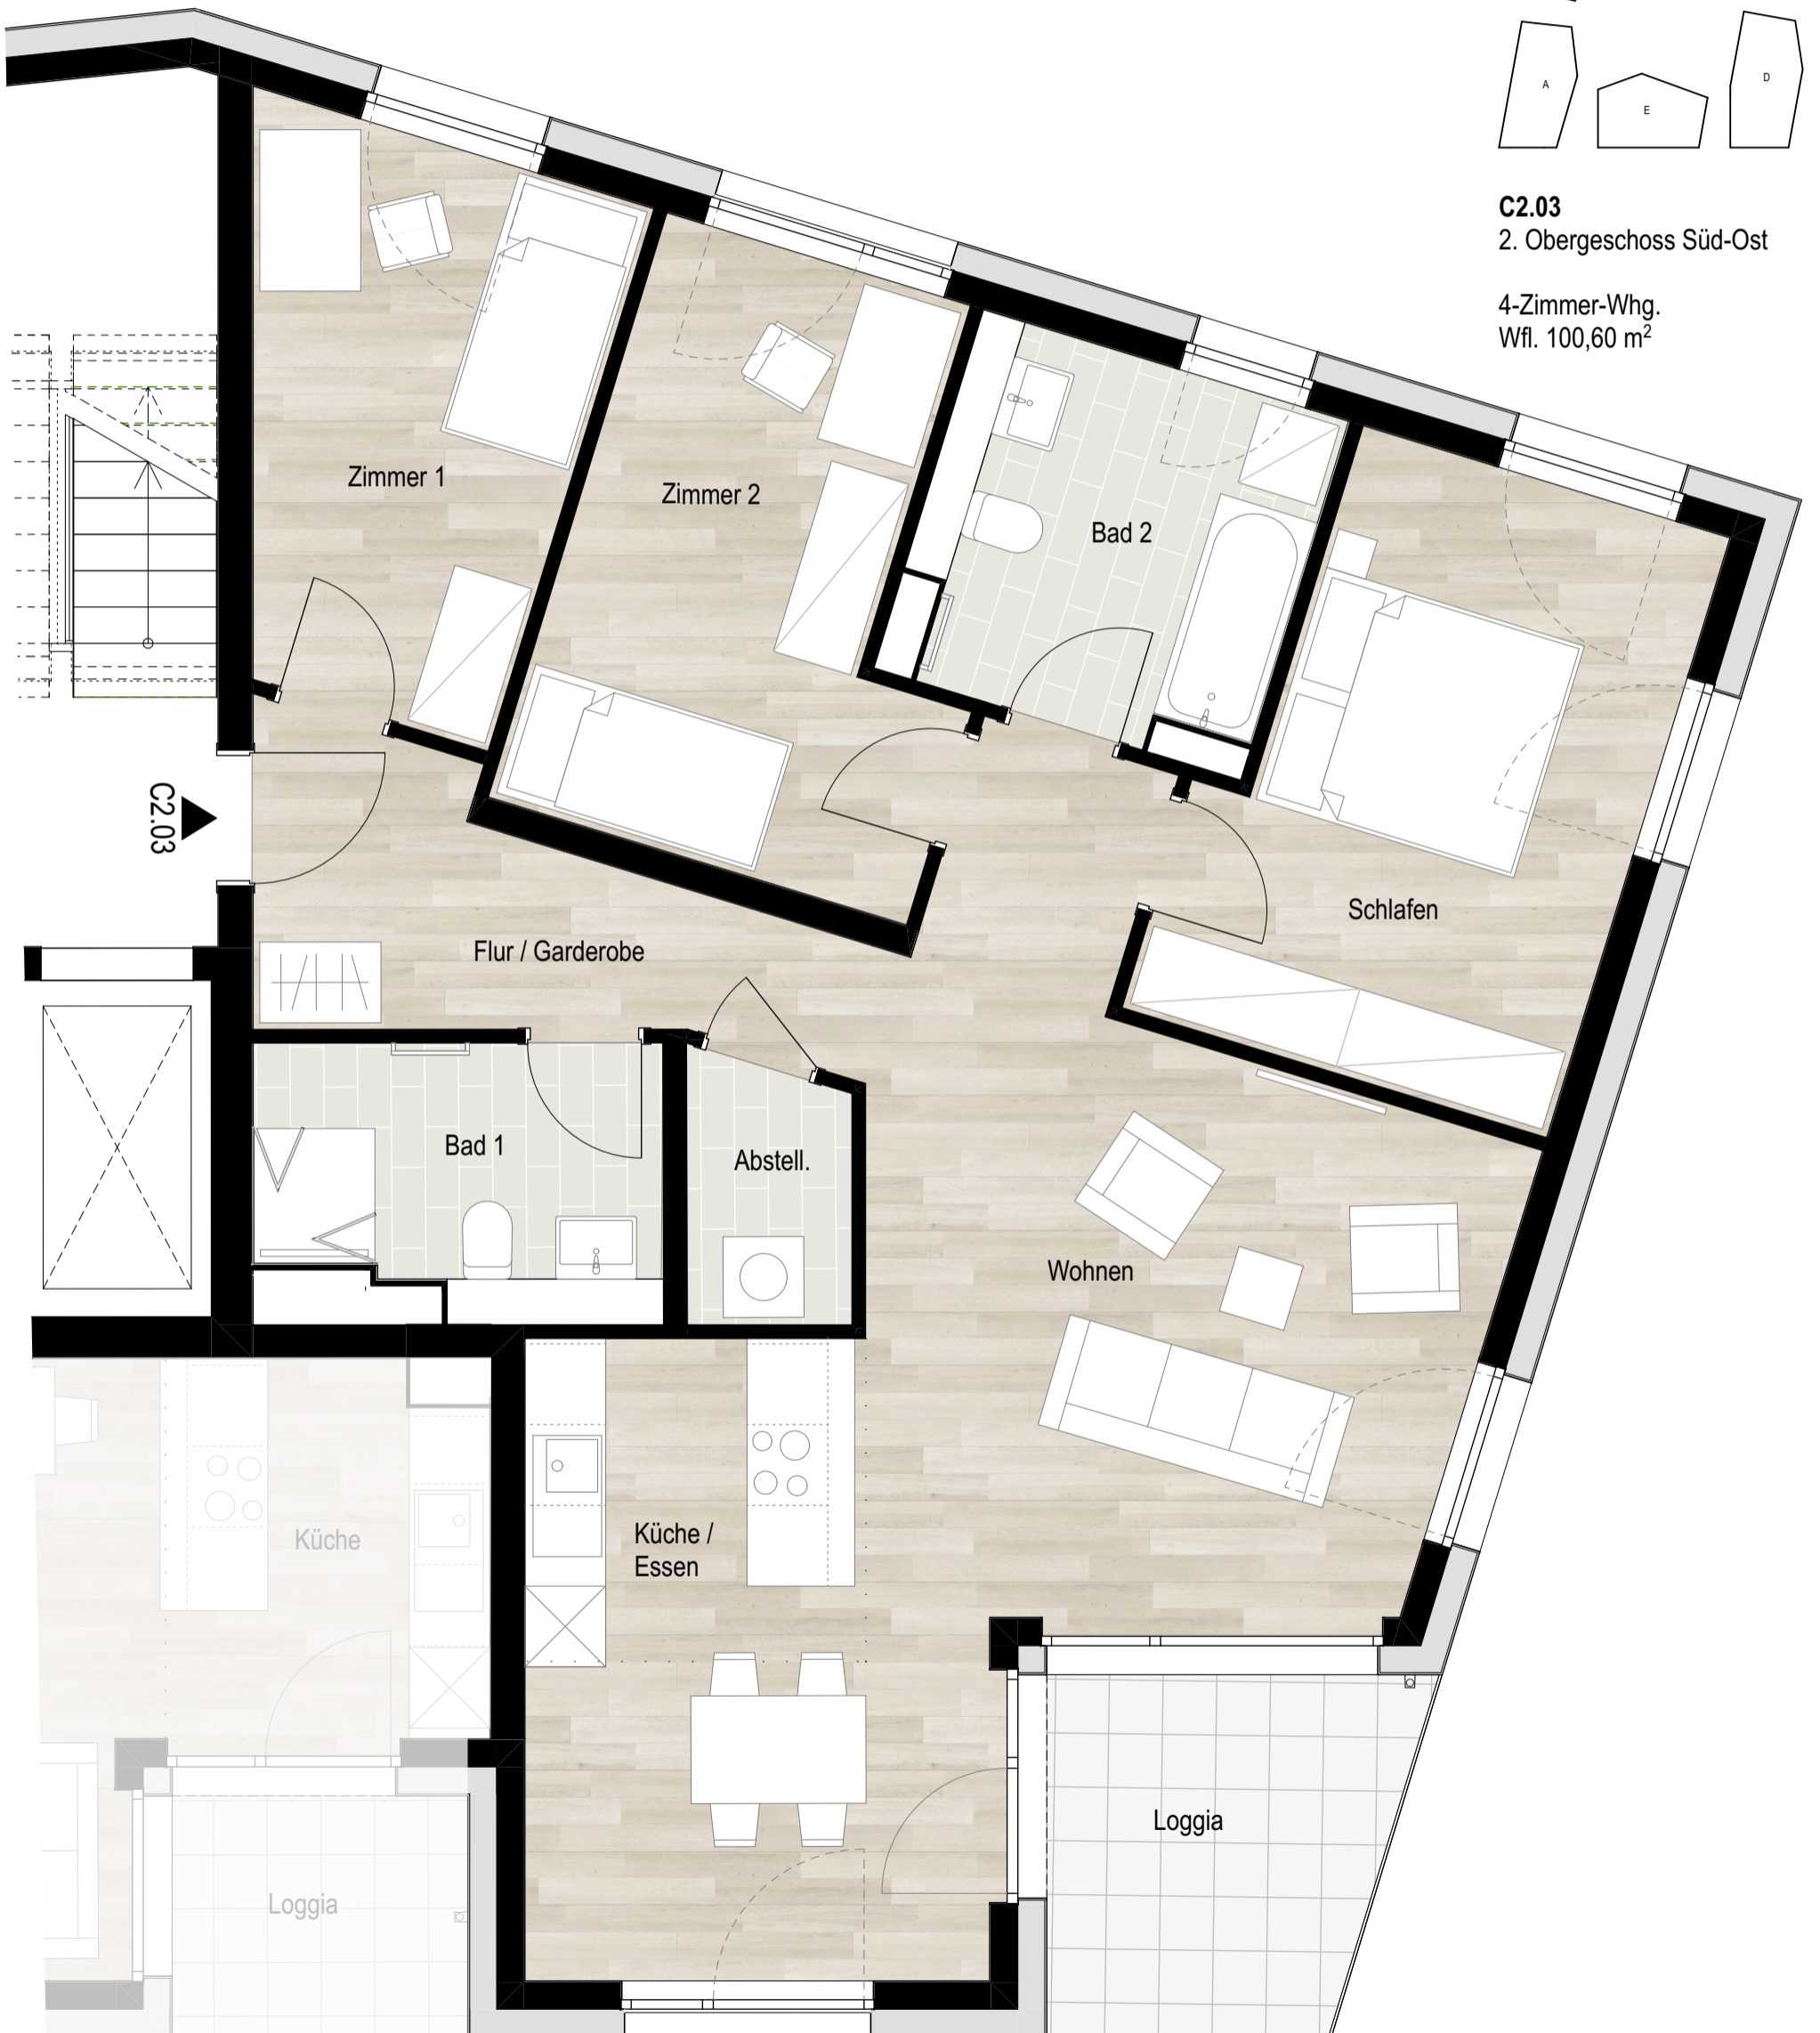 A
E
D
C2.03
2. Obergeschoss Süd-Ost
4-Zimmer-Whg.
Wfl. 100,60 m²
Zimmer 1
Zimmer 2
Bad 2
C2.03
Schlafen
Flur / Garderobe
Bad 1
Abstell.
Wohnen
Küche
Küche /
Essen
Loggia
Loggia